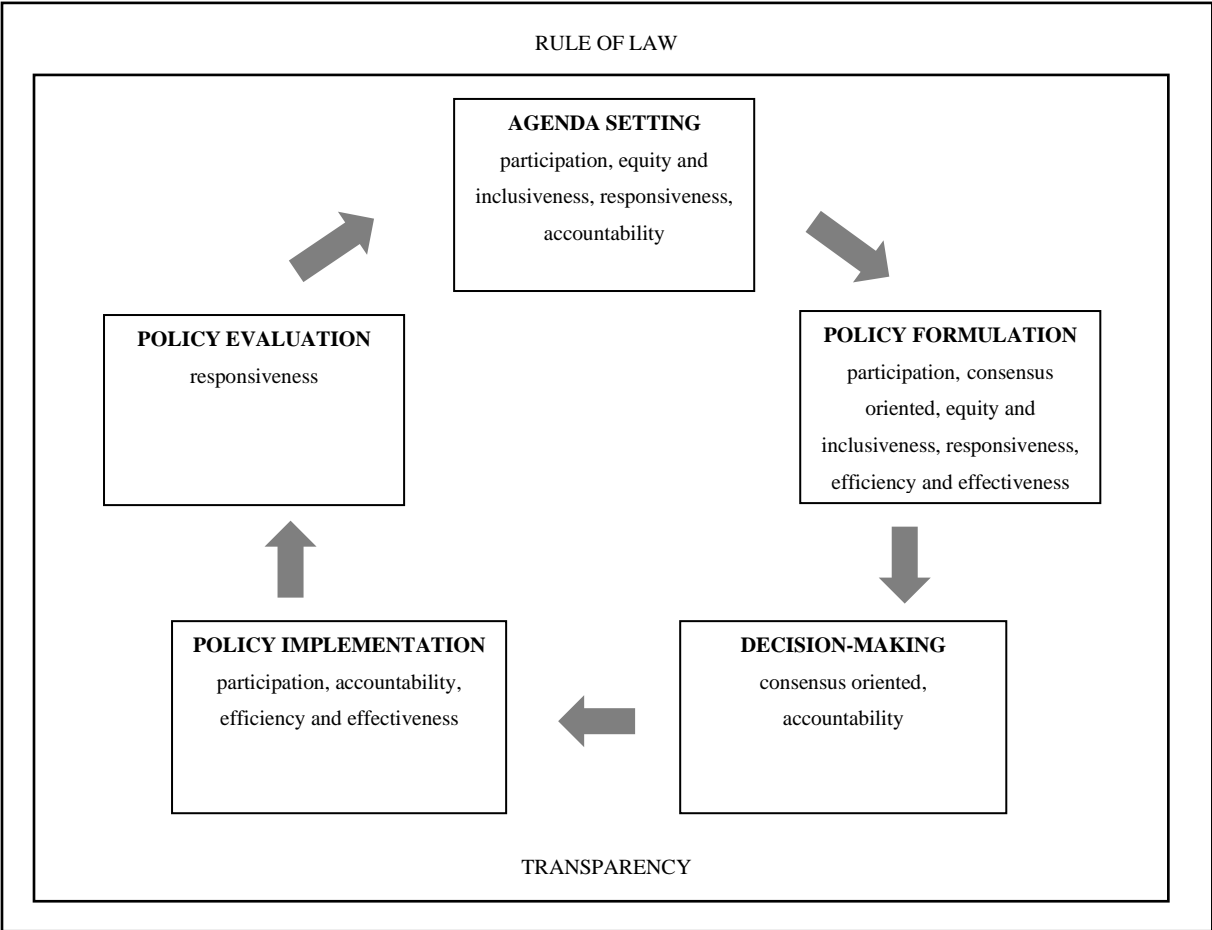 RULE OF LAW
AGENDA SETTING
participation, equity and
inclusiveness, responsiveness,
accountability
POLICY EVALUATION
responsiveness
POLICY FORMULATION
participation, consensus
oriented, equity and
inclusiveness, responsiveness,
efficiency and effectiveness
POLICY IMPLEMENTATION
participation, accountability,
efficiency and effectiveness
DECISION-MAKING
consensus oriented,
accountability
TRANSPARENCY